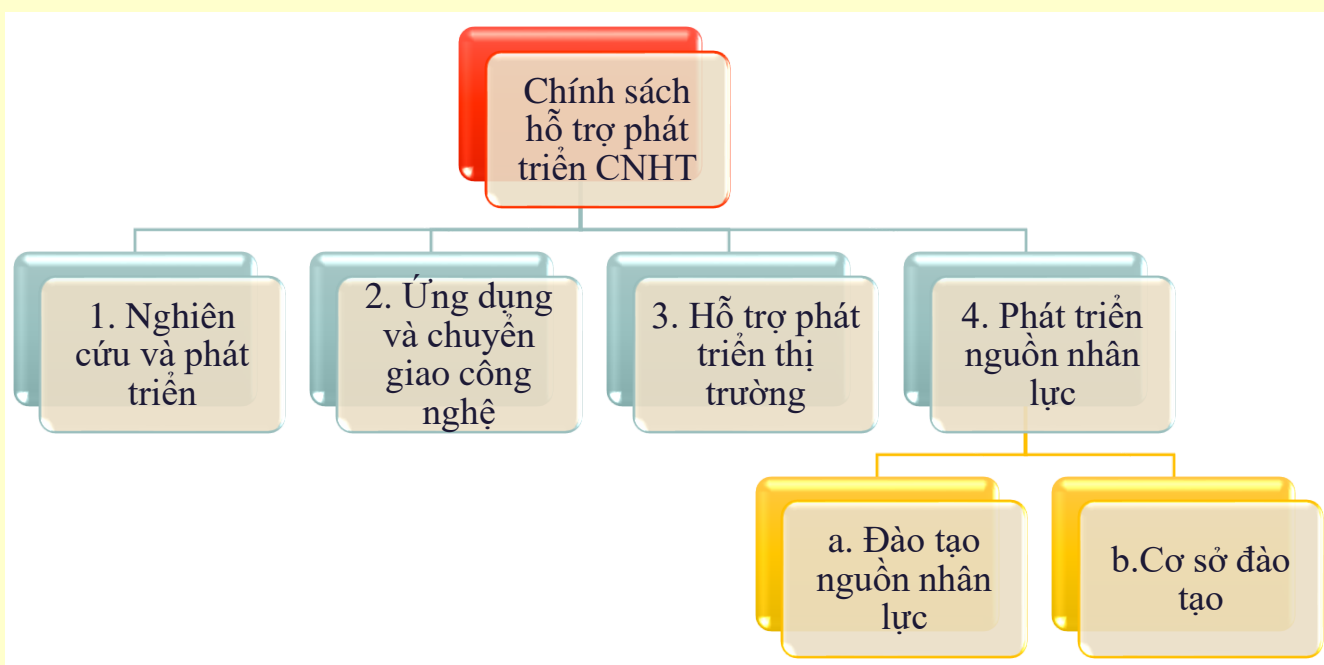 Chính sách
hỗ trợ phát
triển CNHT
1. Nghiên
cứu và phát
triển
2. Ứng dụng
và chuyển
giao công
nghệ
3. Hỗ trợ phát
triển thị
trường
4. Phát triển
nguồn nhân
lực
a. Đào tạo
nguồn nhân
lực
b.Cơ sở đào
tạo